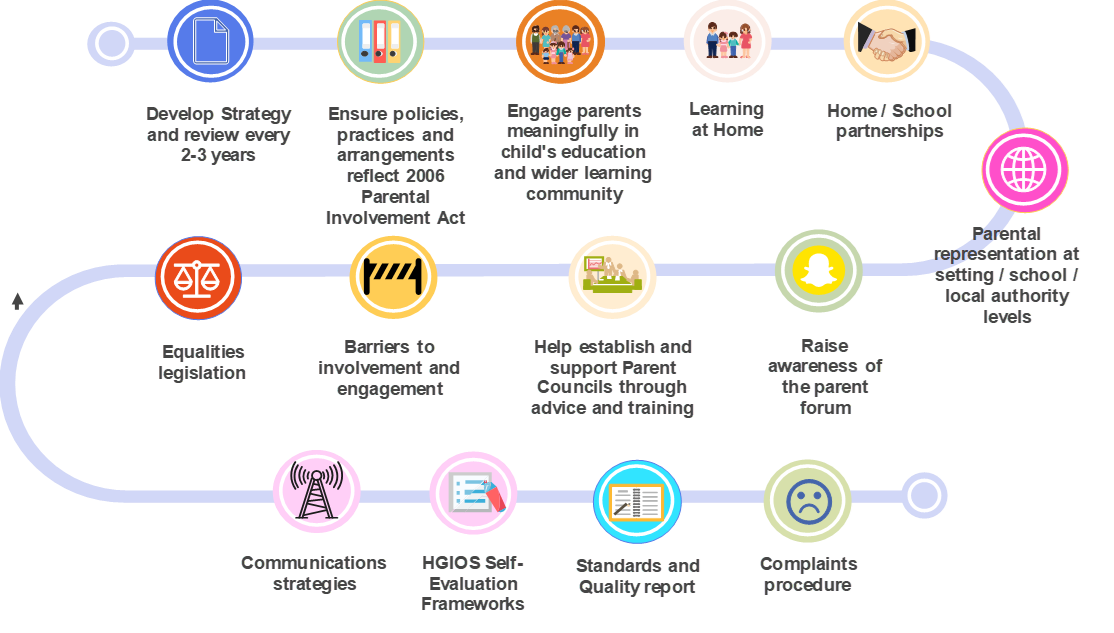 Develop Strategy
and review every
2-3 years
Ensure policies,
practices and
arrangements
reflect 2006
Parental
Involvement Act
Engage parents
meaningfully in
child's education
and wider learning
community
Learning
at Home
Home / School
partnerships
Parental
representation at
setting / school /
local authority
levels
Raise
awareness of
the parent
forum
Help establish and
support Parent
Councils through
advice and training
Barriers to
involvement and
engagement
Equalities
legislation
Communications
strategies
HGIOS Self-
Evaluation
Frameworks
Standards and
Quality report
Complaints
procedure